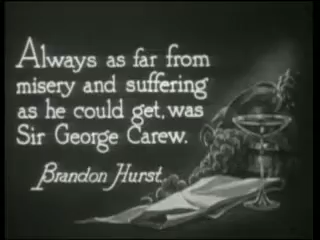 Always as far from
misery and suffering
as he could get, was
Sir George Carew.
Brandon Hurst